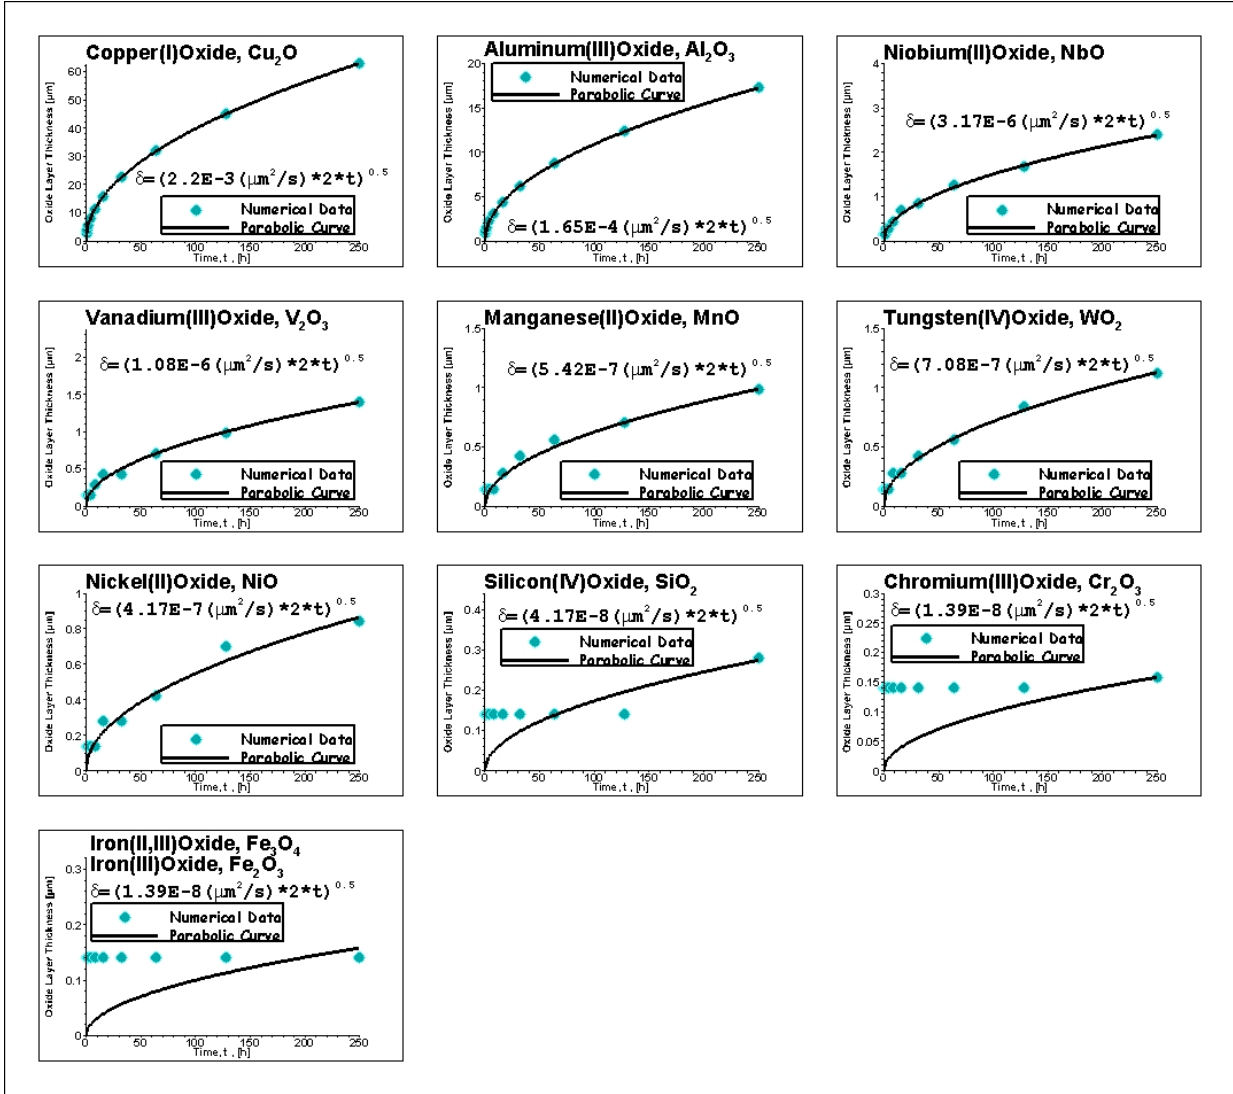 Copper(I)Oxide, Cu₂O
Oxide Layer Thickness [µm]
60
50
40
30
20
10
0
δ=(2.2E-3(µm²/s)*2*t)^0.5
Numerical Data
Parabolic Curve
0 50 100 150 200 250
Time,t , [h]
Aluminum(III)Oxide, Al₂O₃
Oxide Layer Thickness [µm]
20
15
10
5
0
Numerical Data
Parabolic Curve
δ=(1.65E-4(µm²/s)*2*t)^0.5
0 50 100 150 200 250
Time,t , [h]
Niobium(II)Oxide, NbO
Oxide Layer Thickness [µm]
4
3
2
1
0
δ=(3.17E-6(µm²/s)*2*t)^0.5
Numerical Data
Parabolic Curve
0 50 100 150 200 250
Time,t , [h]
Vanadium(III)Oxide, V₂O₃
Oxide Layer Thickness [µm]
2
1.5
1
0.5
0
δ=(1.08E-6(µm²/s)*2*t)^0.5
Numerical Data
Parabolic Curve
0 50 100 150 200 250
Time,t , [h]
Manganese(II)Oxide, MnO
Oxide Layer Thickness [µm]
1.5
1
0.5
0
δ=(5.42E-7(µm²/s)*2*t)^0.5
Numerical Data
Parabolic Curve
0 50 100 150 200 250
Time,t , [h]
Tungsten(IV)Oxide, WO₂
Oxide Layer Thickness [µm]
1.5
1
0.5
0
δ=(7.08E-7(µm²/s)*2*t)^0.5
Numerical Data
Parabolic Curve
0 50 100 150 200 250
Time,t , [h]
Nickel(II)Oxide, NiO
Oxide Layer Thickness [µm]
1
0.8
0.6
0.4
0.2
0
δ=(4.17E-7(µm²/s)*2*t)^0.5
Numerical Data
Parabolic Curve
0 50 100 150 200 250
Time,t , [h]
Silicon(IV)Oxide, SiO₂
Oxide Layer Thickness [µm]
0.4
0.3
0.2
0.1
0
δ=(4.17E-8(µm²/s)*2*t)^0.5
Numerical Data
Parabolic Curve
0 50 100 150 200 250
Time,t , [h]
Chromium(III)Oxide, Cr₂O₃
Oxide Layer Thickness [µm]
0.3
0.25
0.2
0.15
0.1
0.05
0
δ=(1.39E-8(µm²/s)*2*t)^0.5
Numerical Data
Parabolic Curve
0 50 100 150 200 250
Time,t , [h]
Iron(II,III)Oxide, Fe₃O₄
Iron(III)Oxide, Fe₂O₃
Oxide Layer Thickness [µm]
0.3
0.2
0.1
0
δ=(1.39E-8(µm²/s)*2*t)^0.5
Numerical Data
Parabolic Curve
0 50 100 150 200 250
Time,t , [h]